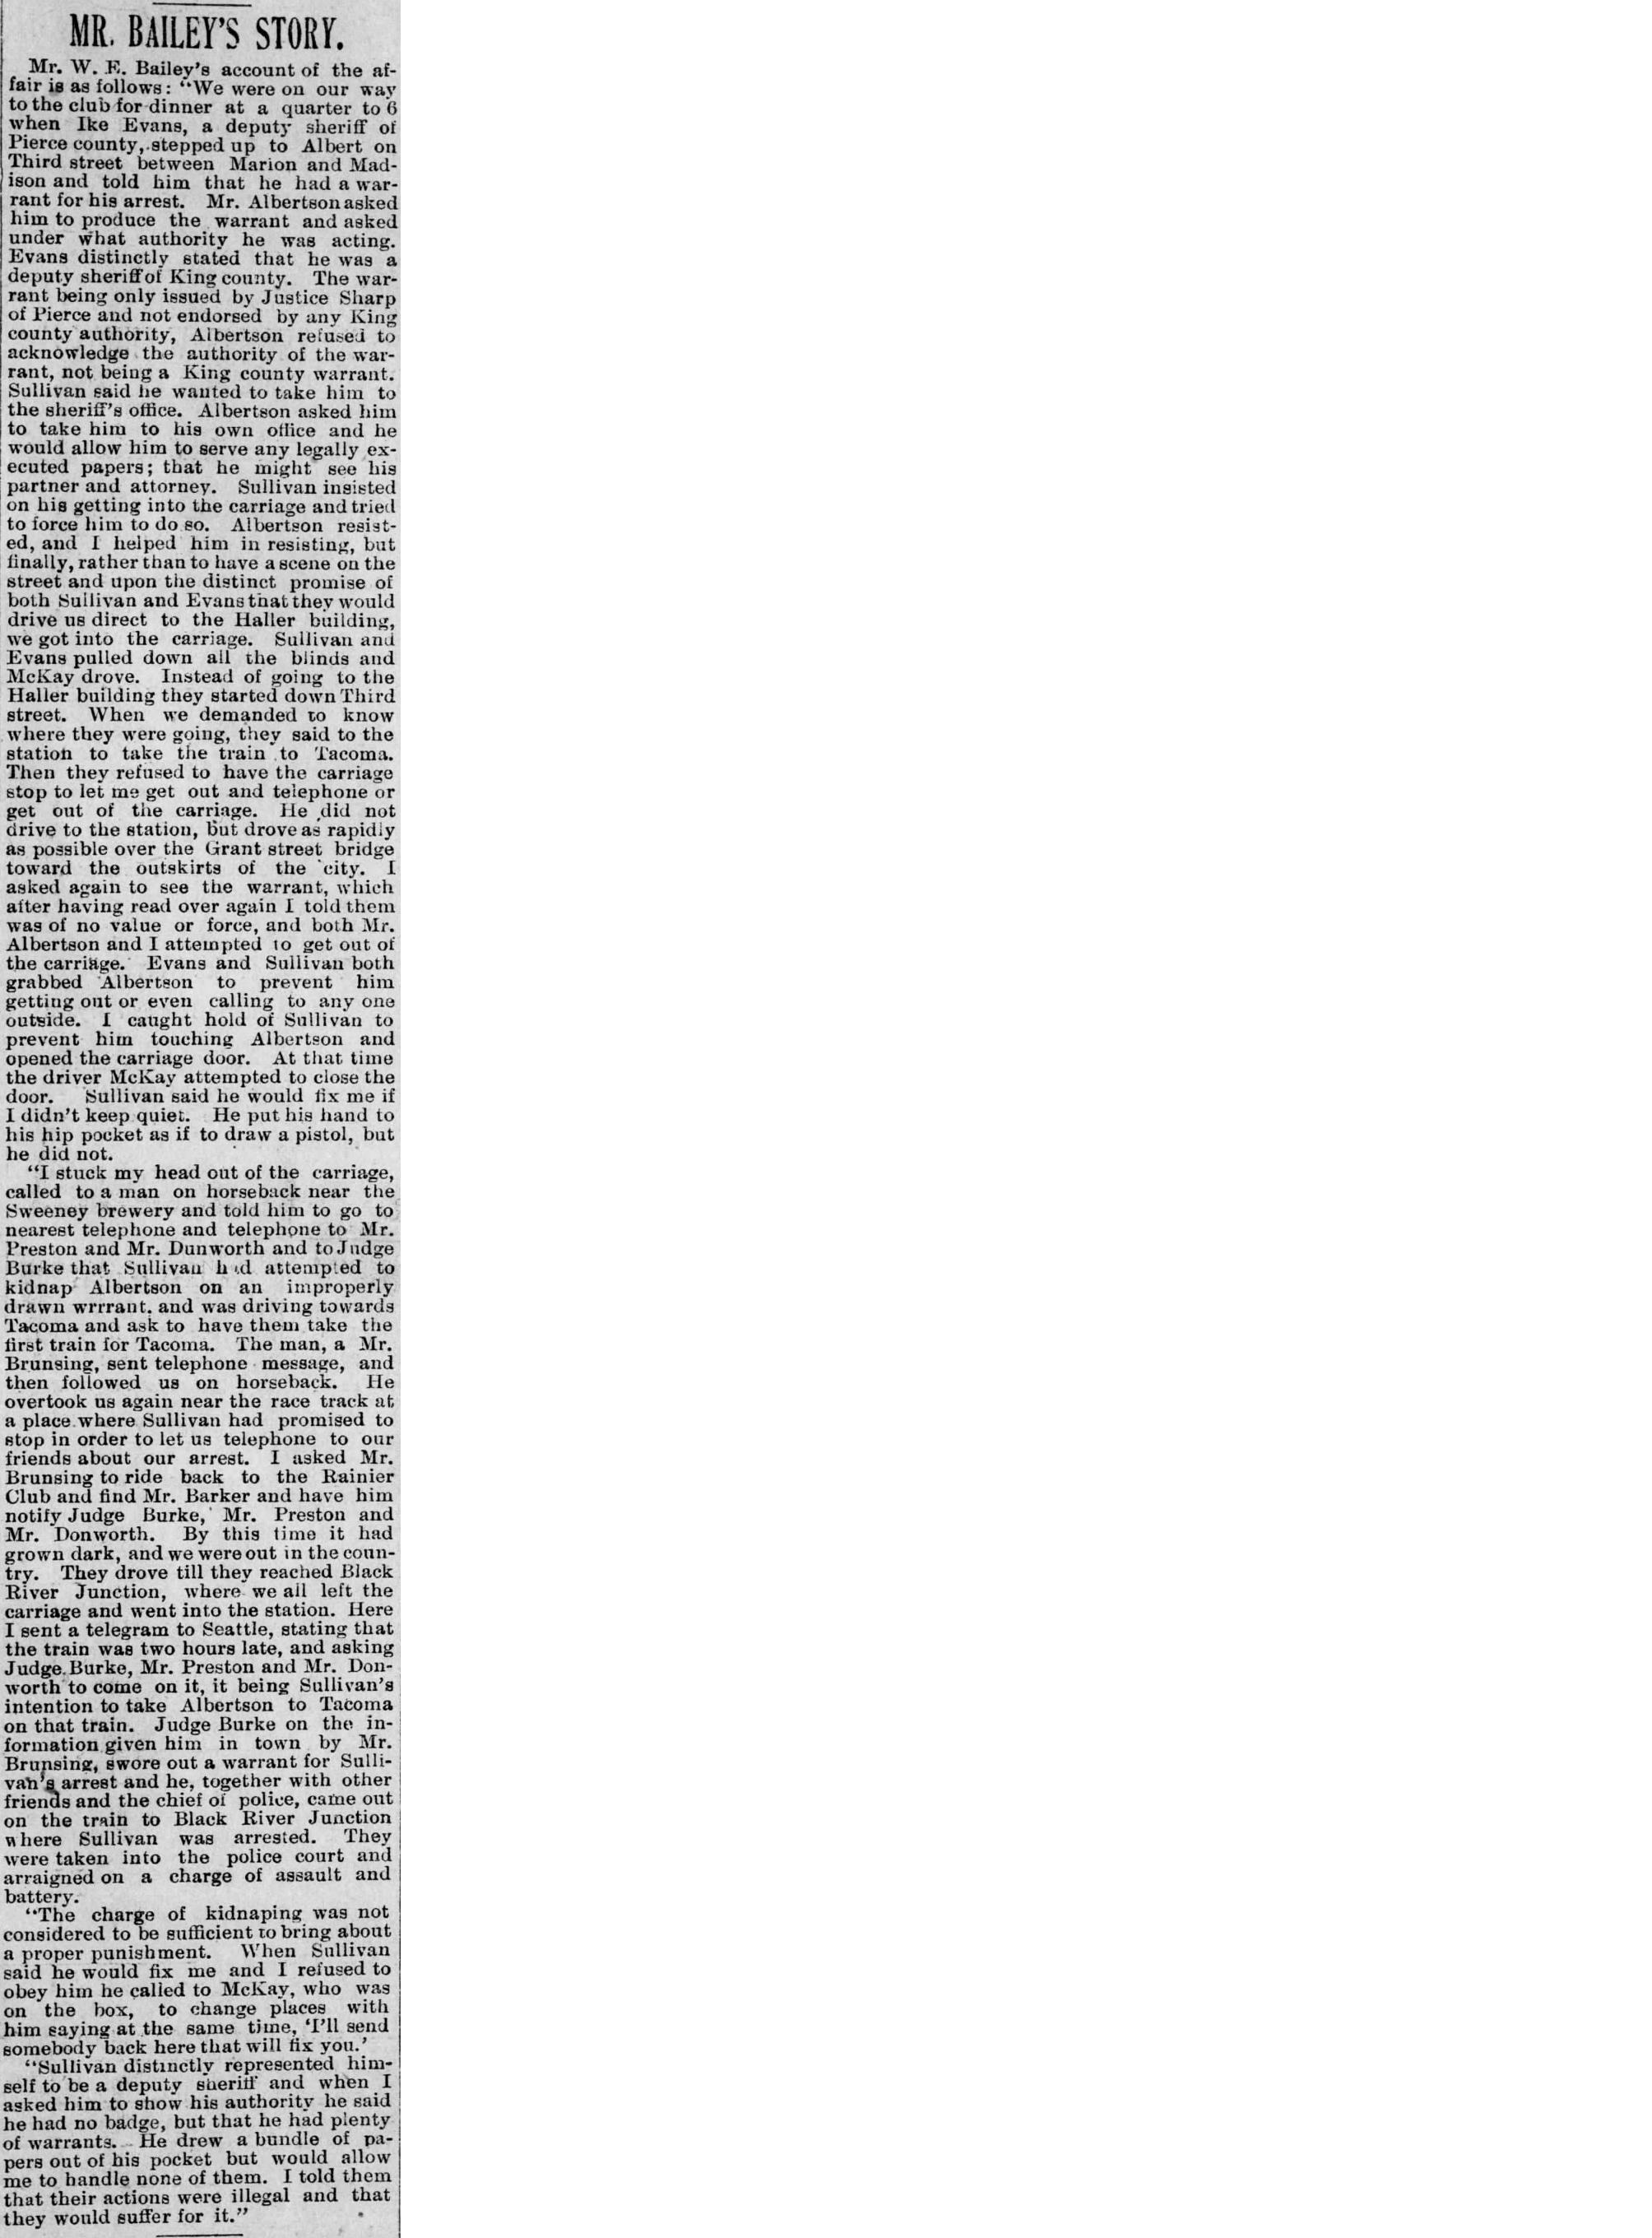 MR. BAILEY'S STORY.
Mr. W. E. Bailey's account of the af-
fair is as follows: "We were on our way
to the club for dinner at a quarter to 6
when Ike Evans, a deputy sheriff of
Pierce county, stepped up to Albert on
Third street between Marion and Mad-
ison and told him that he had a war-
rant for his arrest. Mr. Albertson asked
him to produce the warrant and asked
under what authority he was acting.
Evans distinctly stated that he was a
deputy sheriff of King county. The war-
rant being only issued by Justice Sharp
of Pierce and not endorsed by any King
county authority, Albertson refused to
acknowledge the authority of the war-
rant, not being a King county warrant.
Sullivan said he wanted to take him to
the sheriff's office. Albertson asked him
to take him to his own office and he
would allow him to serve any legally ex-
ecuted papers; that he might see his
partner and attorney. Sullivan insisted
on his getting into the carriage and tried
to force him to do so. Albertson resist-
ed, and I helped him in resisting, but
finally, rather than to have a scene on the
street and upon the distinct promise of
both Sullivan and Evans that they would
drive us direct to the Haller building,
we got into the carriage. Sullivan and
Evans pulled down all the blinds and
McKay drove. Instead of going to the
Haller building they started down Third
street. When we demanded to know
where they were going, they said to the
station to take the train to Tacoma.
Then they refused to have the carriage
stop to let me get out and telephone or
get out of the carriage. He did not
drive to the station, but drove as rapidly
as possible over the Grant street bridge
toward the outskirts of the city. I
asked again to see the warrant, which
after having read over again I told them
was of no value or force, and both Mr.
Albertson and I attempted to get out of
the carriage. Evans and Sullivan both
grabbed Albertson to prevent him
getting out or even calling to any one
outside. I caught hold of Sullivan to
prevent him touching Albertson and
opened the carriage door. At that time
the driver McKay attempted to close the
door. Sullivan said he would fix me if
I didn't keep quiet. He put his hand to
his hip pocket as if to draw a pistol, but
he did not.
"I stuck my head out of the carriage,
called to a man on horseback near the
Sweeney brewery and told him to go to
nearest telephone and telephone to Mr.
Preston and Mr. Dunworth and to Judge
Burke that Sullivan had attempted to
kidnap Albertson on an improperly
drawn wrrrant. and was driving towards
Tacoma and ask to have them take the
first train for Tacoma. The man, a Mr.
Brunsing, sent telephone message, and
then followed us on horseback. He
overtook us again near the race track at
a place where Sullivan had promised to
stop in order to let us telephone to our
friends about our arrest. I asked Mr.
Brunsing to ride back to the Rainier
Club and find Mr. Barker and have him
notify Judge Burke, Mr. Preston and
Mr. Donworth. By this time it had
grown dark, and we were out in the coun-
try. They drove till they reached Black
River Junction, where we all left the
carriage and went into the station. Here
I sent a telegram to Seattle, stating that
the train was two hours late, and asking
Judge Burke, Mr. Preston and Mr. Don-
worth to come on it, it being Sullivan's
intention to take Albertson to Tacoma
on that train. Judge Burke on the in-
formation given him in town by Mr.
Brunsing, swore out a warrant for Sulli-
van's arrest and he, together with other
friends and the chief of police, came out
on the train to Black River Junction
where Sullivan was arrested. They
were taken into the police court and
arraigned on a charge of assault and
battery.
"The charge of kidnaping was not
considered to be sufficient to bring about
a proper punishment. When Sullivan
said he would fix me and I refused to
obey him he called to McKay, who was
on the box, to change places with
him saying at the same time, 'I'll send
somebody back here that will fix you.'
"Sullivan distinctly represented him-
self to be a deputy sheriff and when I
asked him to show his authority he said
he had no badge, but that he had plenty
of warrants. He drew a bundle of pa-
pers out of his pocket but would allow
me to handle none of them. I told them
that their actions were illegal and that
they would suffer for it."